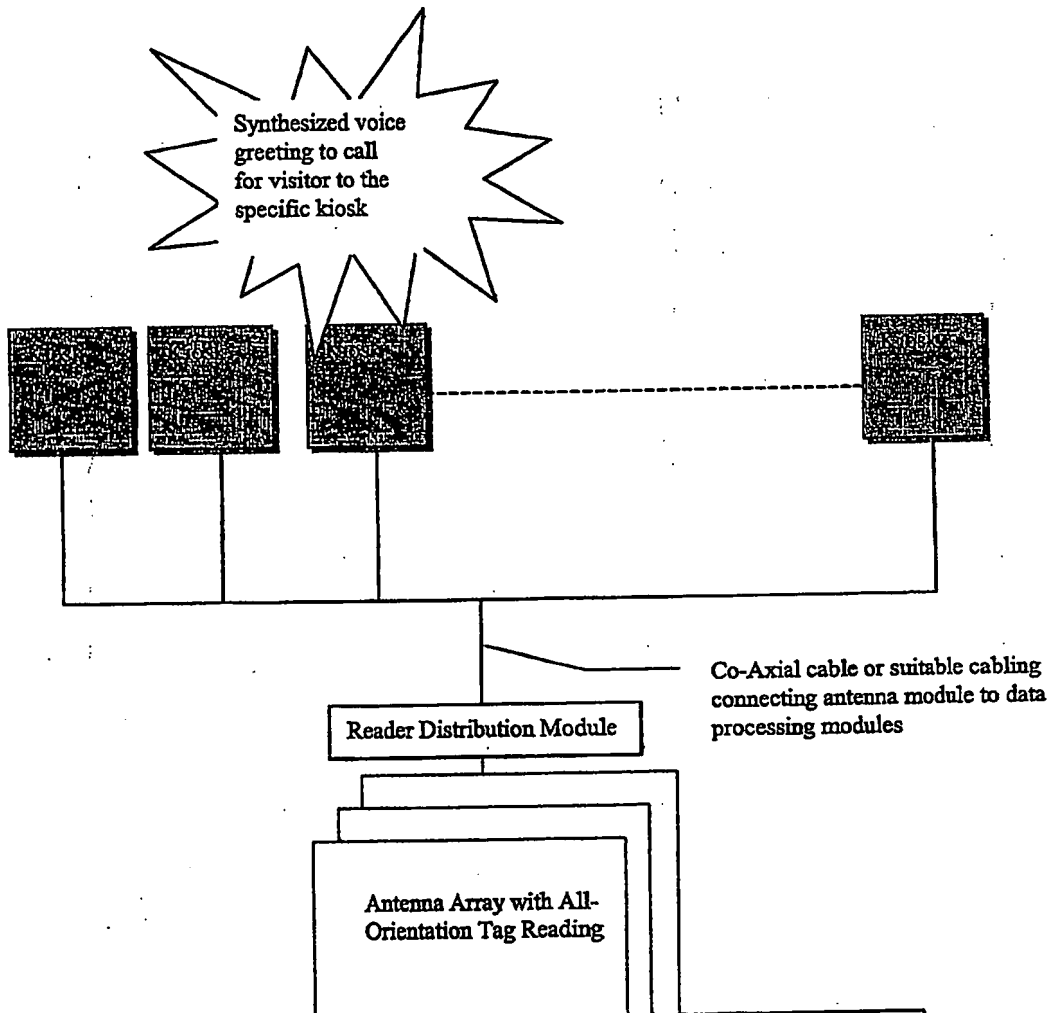 Synthesized voice
greeting to call
for visitor to the
specific kiosk
Co-Axial cable or suitable cabling
connecting antenna module to data
processing modules
Reader Distribution Module
Antenna Array with All-
Orientation Tag Reading